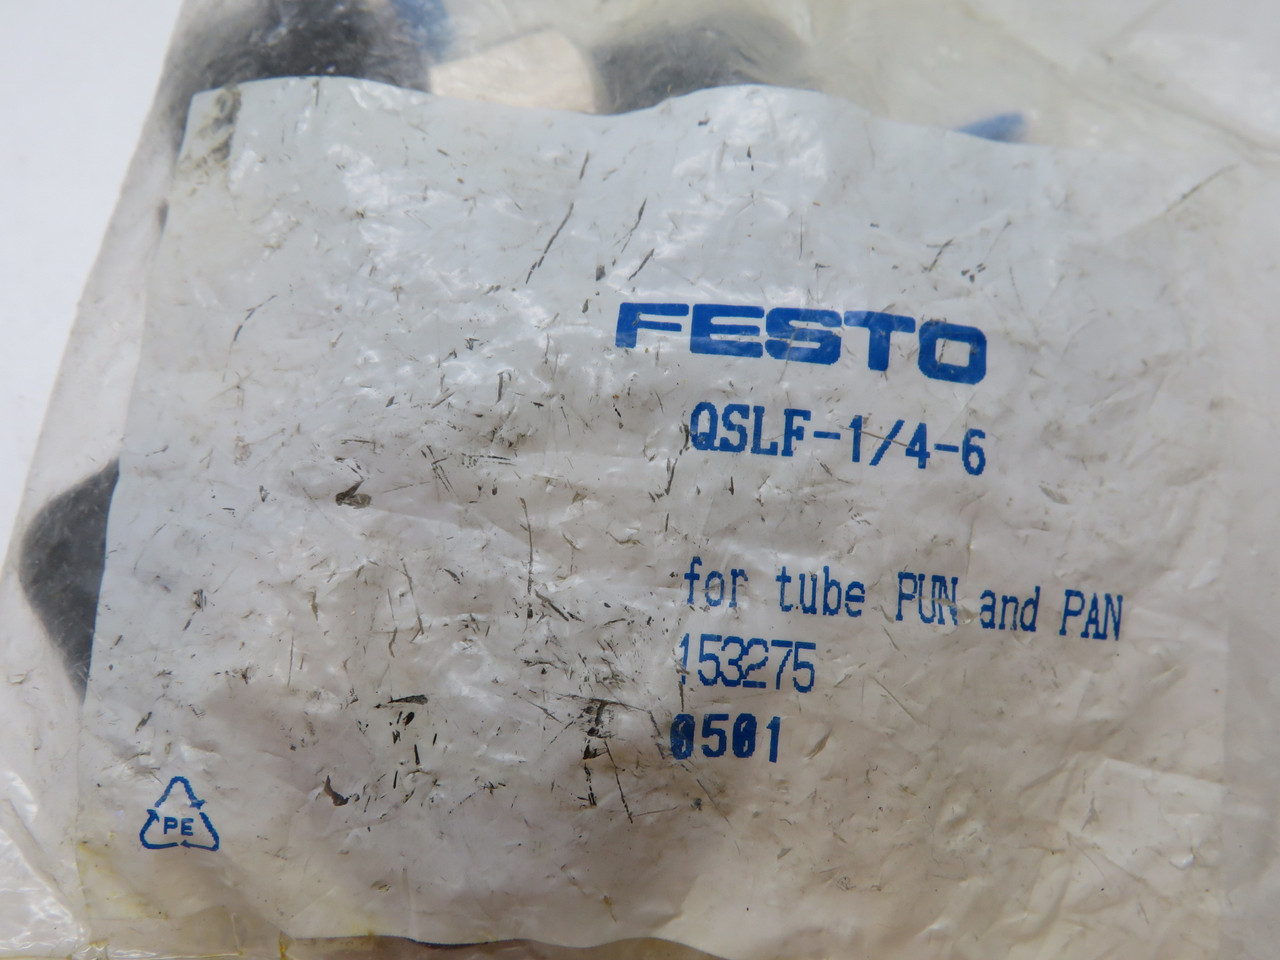 FESTO
QSLF-1/4-6
for tube PUN and PAN
153275
0501
PE